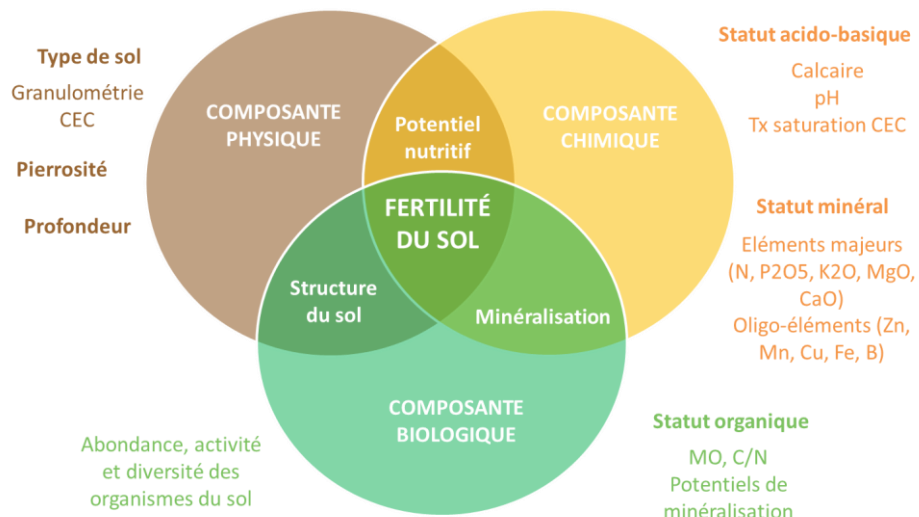 Type de sol
Granulométrie
CEC
Pierrosité
Profondeur
COMPOSANTE
PHYSIQUE
Potentiel
nutritif
COMPOSANTE
CHIMIQUE
Statut acido-basique
Calcaire
pH
Tx saturation CEC
Statut minéral
Eléments majeurs
(N, P2O5, K2O, MgO,
CaO)
Oligo-éléments (Zn,
Mn, Cu, Fe, B)
FERTILITÉ
DU SOL
Structure
du sol
Minéralisation
COMPOSANTE
BIOLOGIQUE
Abondance, activité
et diversité des
organismes du sol
Statut organique
MO, C/N
Potentiels de
minéralisation